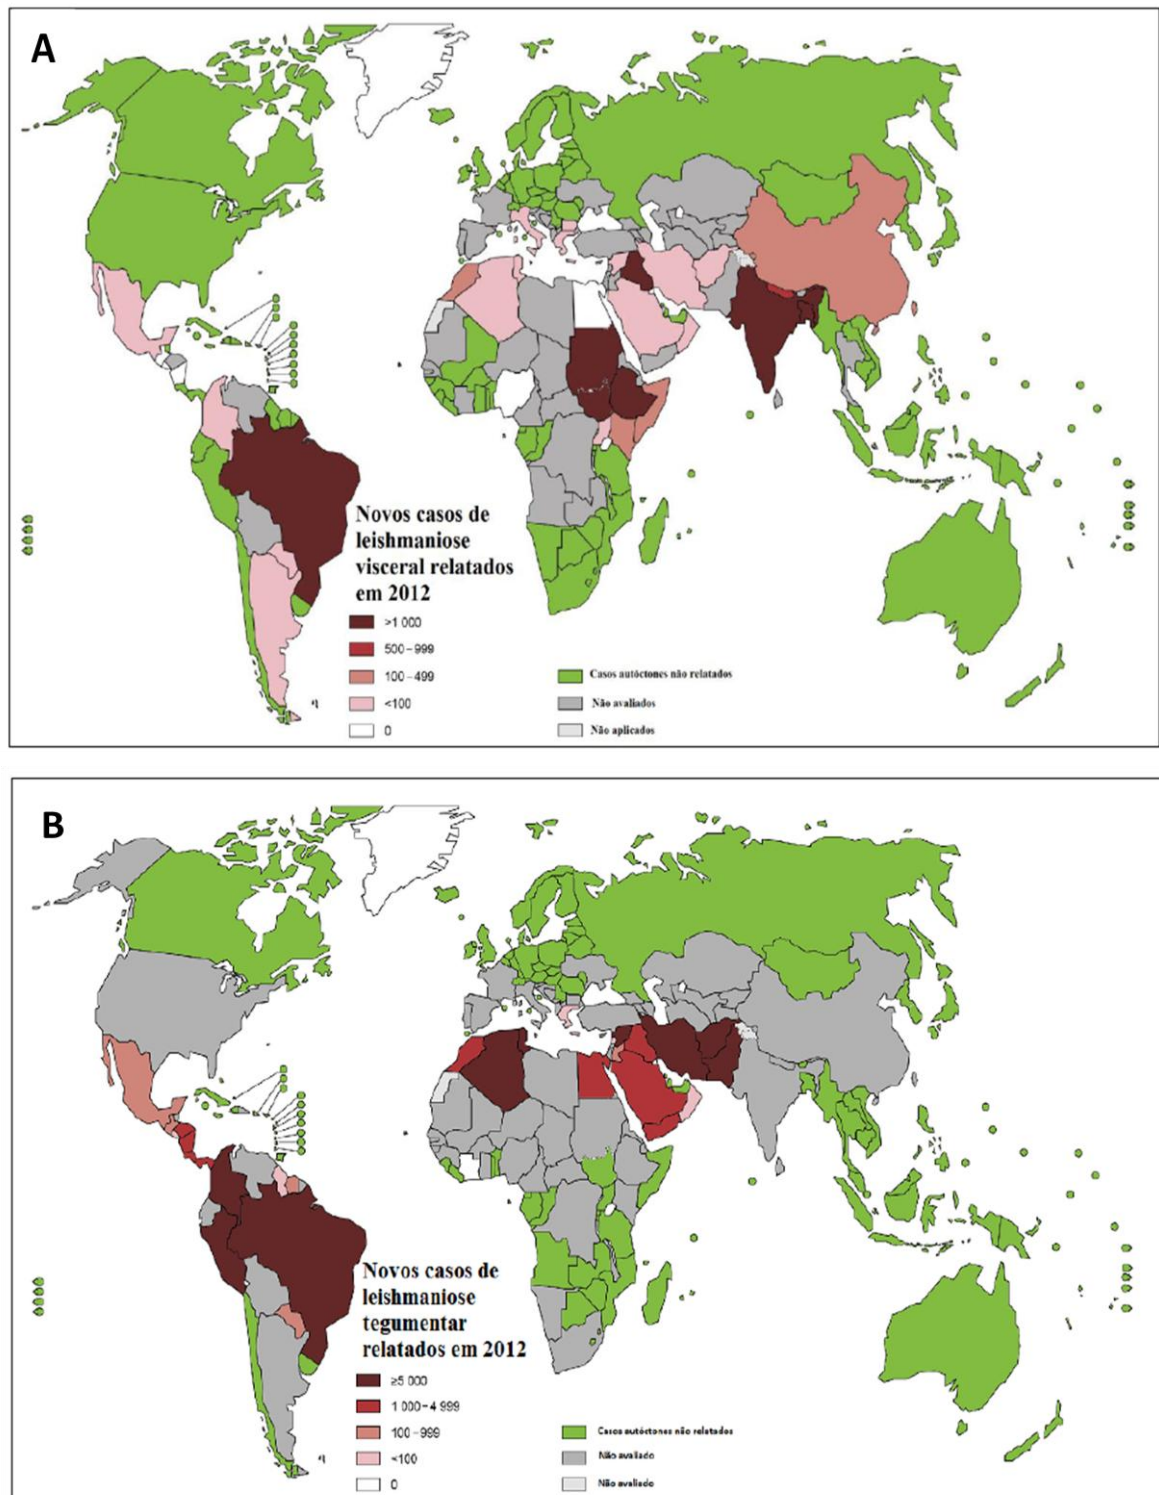 A
Novos casos de
leishmaniose
visceral relatados
em 2012
>1 000
500–999
100–499
<100
0
Casos autóctones não relatados
Não avaliados
Não aplicados
B
Novos casos de
leishmaniose
tegumentar
relatados em 2012
≥5 000
1 000–4 999
100–999
<100
0
Casos autóctones não relatados
Não avaliado
Não avaliado